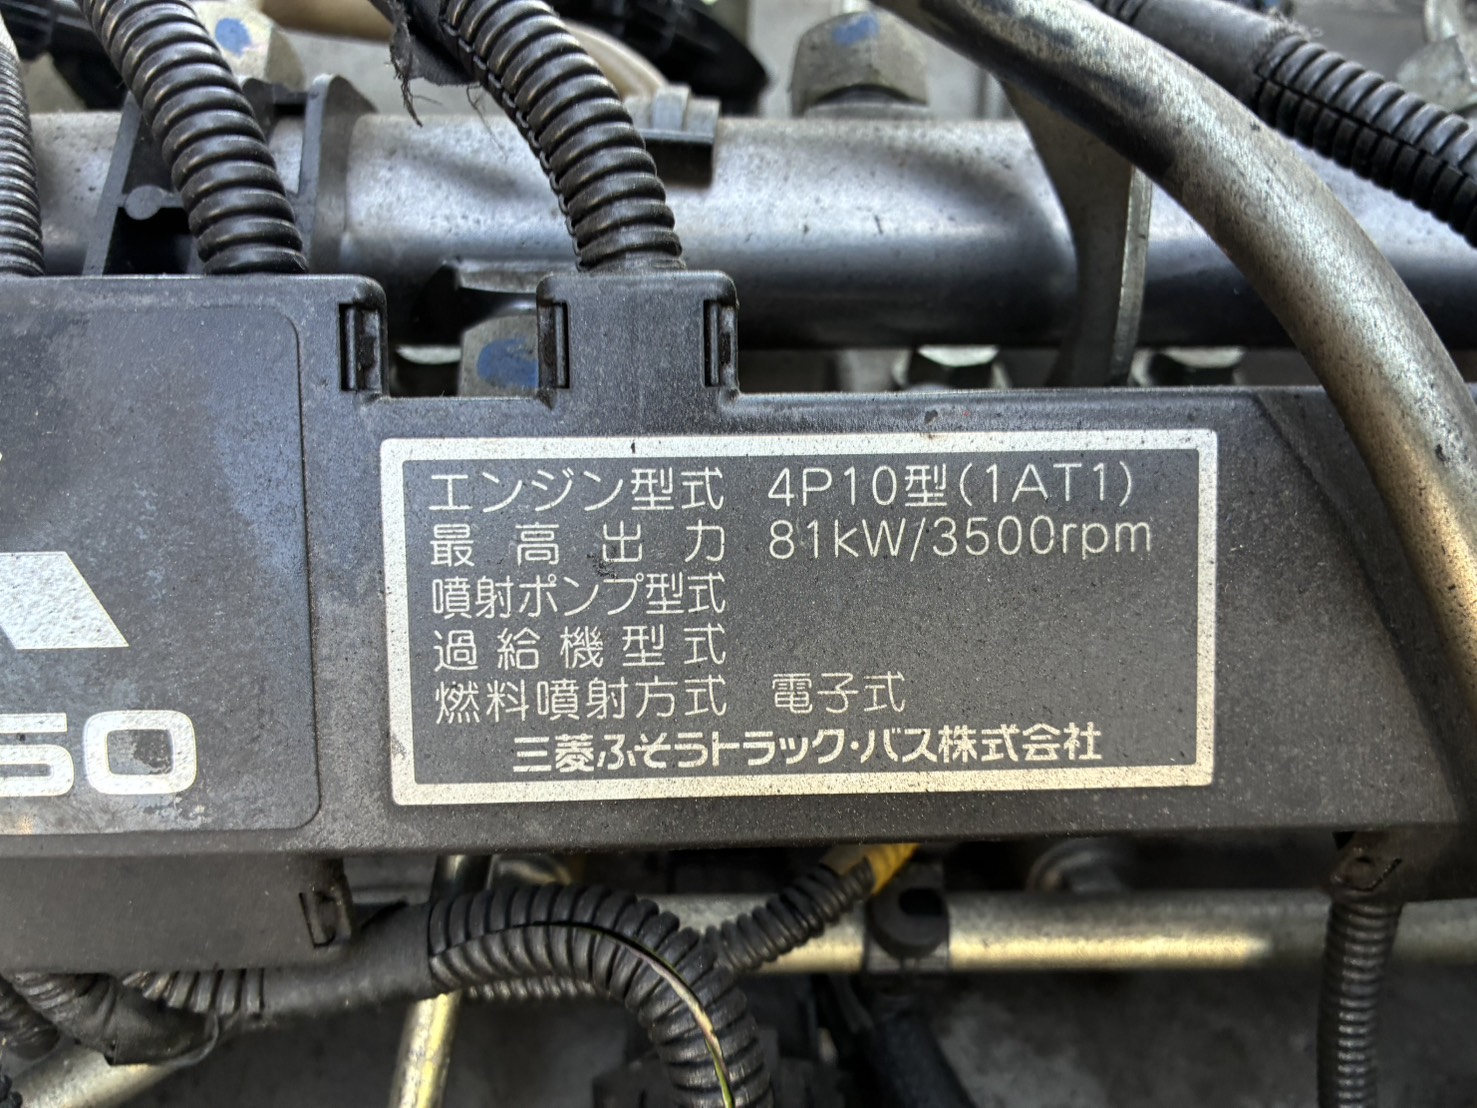 エンジン型式 4P10型(1AT1)
最高出力 81kW/3500rpm
噴射ポンプ型式
過給機型式
燃料噴射方式 電子式
三菱ふそうトラック・バス株式会社
50